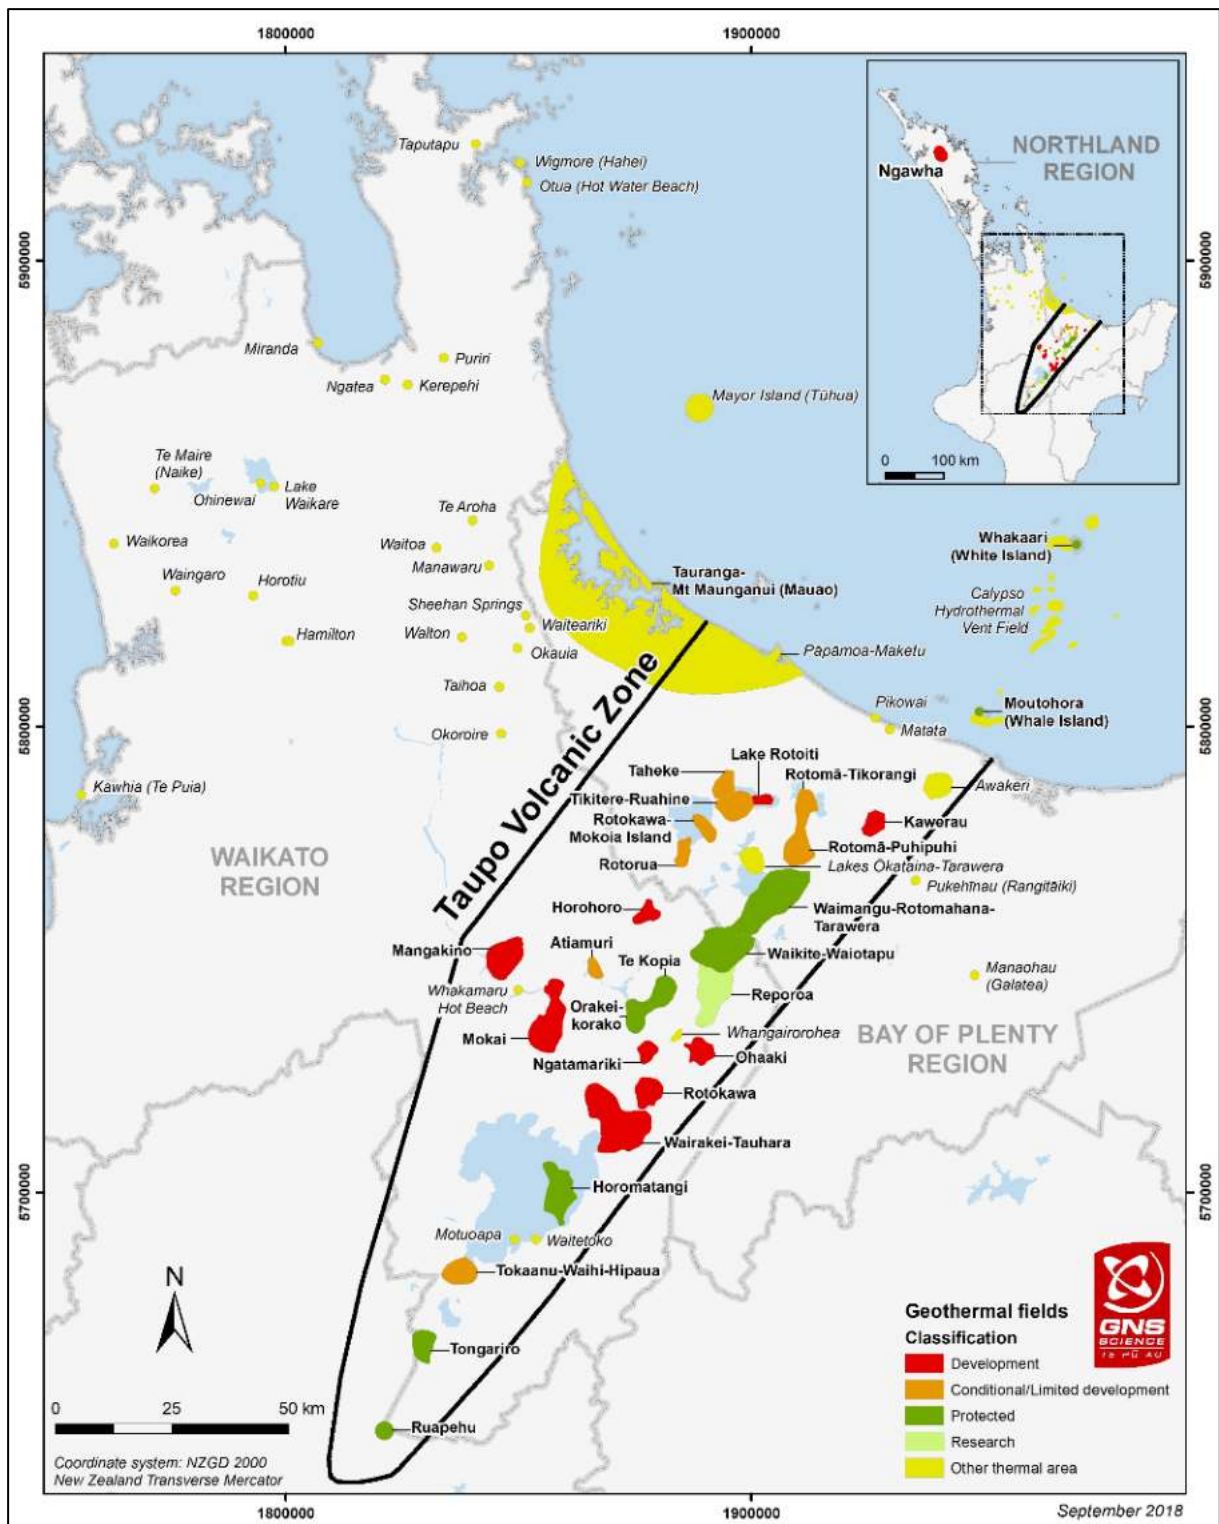 1800000
1900000
NORTHLAND
REGION
Ngawha
0 100 km
Taputapu
Wigmore (Hahei)
Otua (Hot Water Beach)
5900000
5900000
Miranda
Puriri
Ngatea
Kerepehi
Mayor Island (Tūhua)
Te Maire
(Naike)
Ohinewai
Lake
Waikare
Te Aroha
Waikorea
Waitoa
Manawaru
Waingaro
Horotiu
Sheehan Springs
Hamilton
Walton
Waiteariki
Okauia
Taihoa
Okoroire
Kawhia (Te Puia)
Whakaari
(White Island)
Calypso
Hydrothermal
Vent Field
Tauranga-
Mt Maunganui (Mauao)
Pāpāmoa-Maketu
Pikowai
Matata
Moutohora
(Whale Island)
5800000
5800000
Taupo Volcanic Zone
Lake Rotoiti
Taheke
Rotomā-Tikorangi
Tikitere-Ruahine
Awakeri
Rotokawa-
Mokoia Island
Kawerau
Rotorua
Rotomā-Puhipuhi
Lakes Ōkataina-Tarawera
Pukehīnau (Rangitāiki)
WAIKATO
REGION
Horohoro
Waimangu-Rotomahana-
Tarawera
Mangakino
Atiamuri
Te Kopia
Waikite-Waiotapu
Whakamaru
Hot Beach
Orakei-
korako
Reporoa
Manaohau
(Galatea)
Mokai
Whangairorohea
BAY OF PLENTY
REGION
Ngatamariki
Ohaaki
Rotokawa
Wairakei-Tauhara
5700000
5700000
Horomatangi
Motuoapa
Waitetoko
Tokaanu-Waihi-Hipaua
Tongariro
Ruapehu
N
0 25 50 km
Coordinate system: NZGD 2000
New Zealand Transverse Mercator
Geothermal fields
Classification
Development
Conditional/Limited development
Protected
Research
Other thermal area
GNS
SCIENCE
TE PŪ AO
1800000
1900000
September 2018